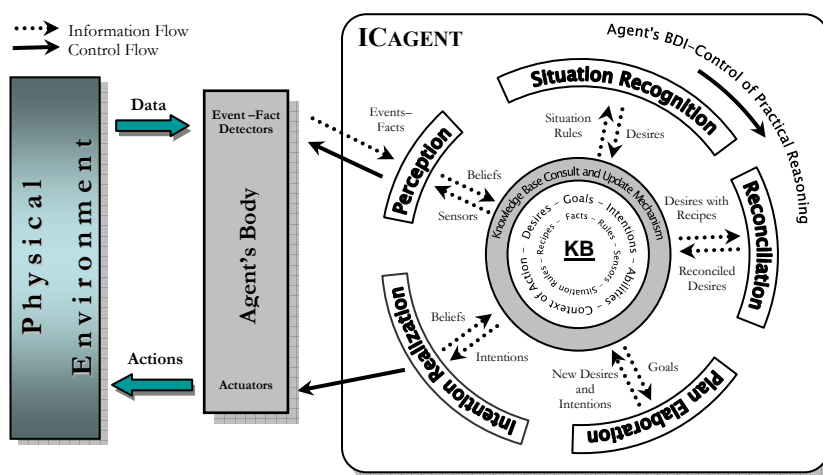 Information Flow
Control Flow
ICAGENT
Agent's BDI–Control of Practical Reasoning
Physical
Environment
Data
Actions
Event –Fact
Detectors
Agent's Body
Actuators
Events–
Facts
Perception
Beliefs
Sensors
Situation Recognition
Situation
Rules
Desires
Reconciliation
Desires with
Recipes
Reconciled
Desires
Plan Elaboration
Goals
New Desires
and
Intentions
Intention Realization
Beliefs
Intentions
Knowledge Base Consult and Update Mechanism
Desires – Goals – Intentions – Abilities – Context of Action –
Facts – Rules – Sensors – Situation Rules – Recipes –
KB